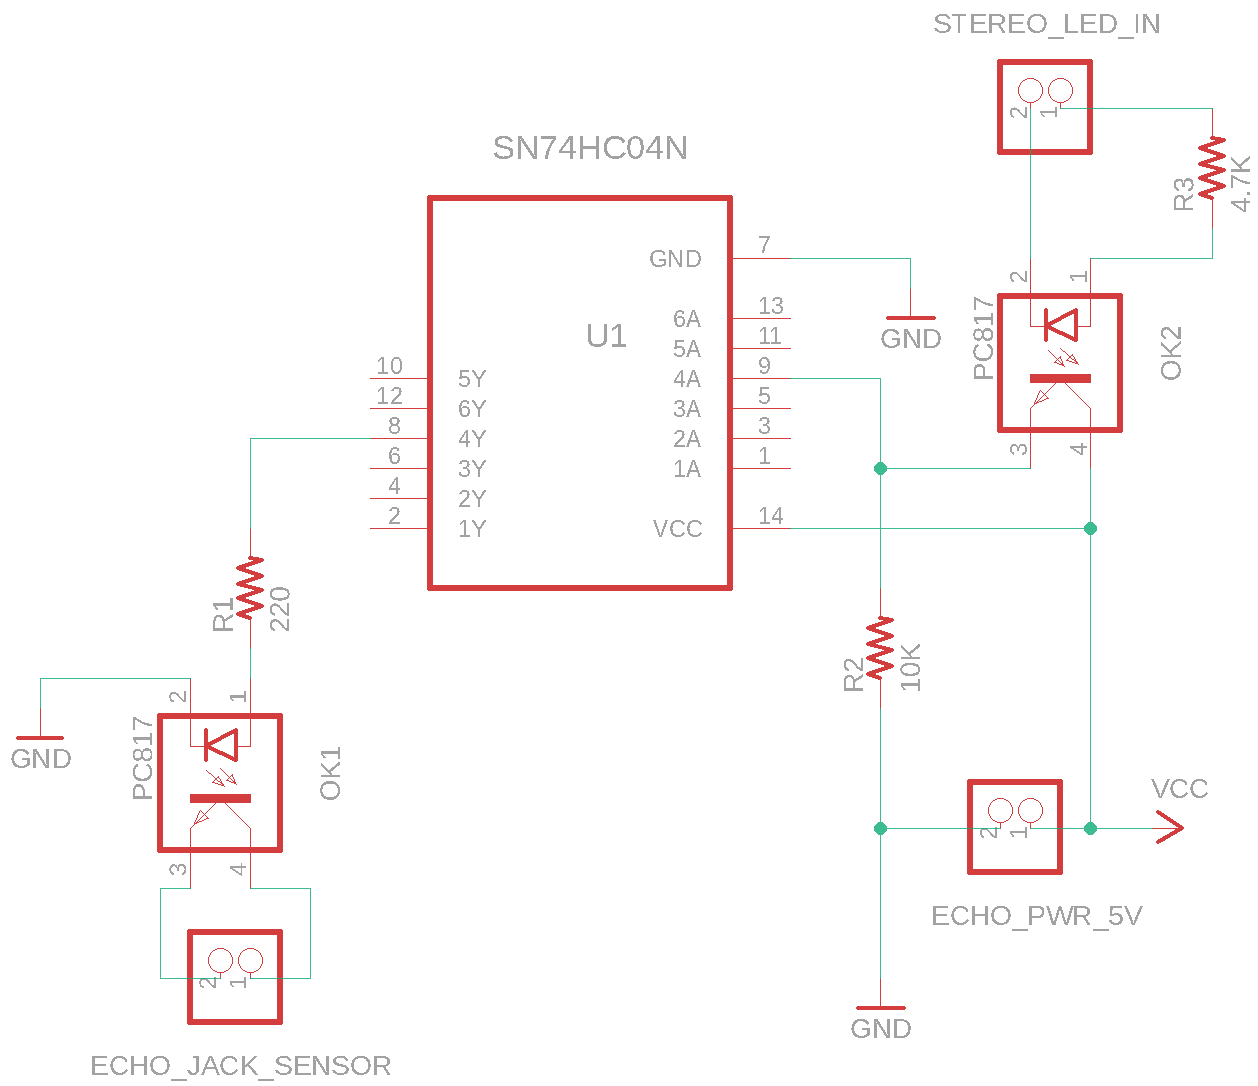 STEREO_LED_IN
2
1
R3
4.7K
SN74HC04N
U1
GND
7
6A
13
5A
11
4A
9
3A
5
2A
3
1A
1
VCC
14
10
5Y
12
6Y
8
4Y
6
3Y
4
2Y
2
1Y
GND
2
1
PC817
OK2
3
4
R1
220
R2
10K
GND
2
1
PC817
OK1
3
4
2
1
ECHO_JACK_SENSOR
2
1
VCC
ECHO_PWR_5V
GND